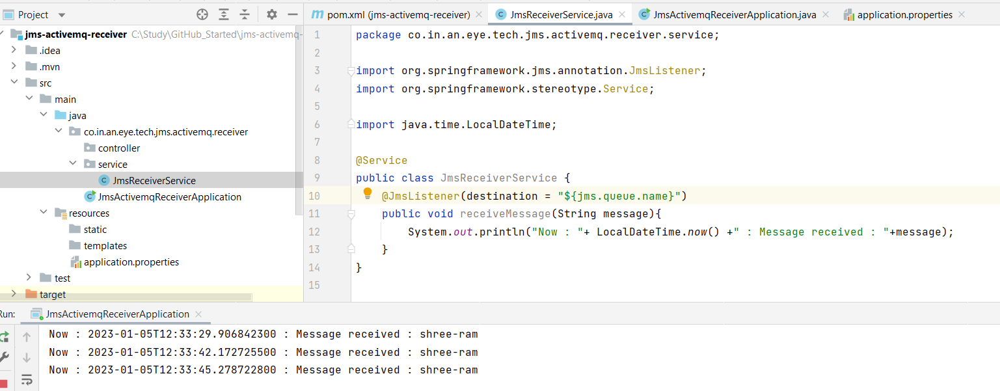 Project
pom.xml (jms-activemq-receiver)
JmsReceiverService.java
JmsActivemqReceiverApplication.java
application.properties
jms-activemq-receiver C:\Study\GitHub_Started\jms-activemq-
.idea
.mvn
src
main
java
co.in.an.eye.tech.jms.activemq.receiver
controller
service
JmsReceiverService
JmsActivemqReceiverApplication
resources
static
templates
application.properties
test
target
1 package co.in.an.eye.tech.jms.activemq.receiver.service;
2
3 import org.springframework.jms.annotation.JmsListener;
4 import org.springframework.stereotype.Service;
5
6 import java.time.LocalDateTime;
7
8 @Service
9 public class JmsReceiverService {
10 @JmsListener(destination = "${jms.queue.name}")
11 public void receiveMessage(String message){
12 System.out.println("Now : "+ LocalDateTime.now() +" : Message received : "+message);
13 }
14 }
15
Run: JmsActivemqReceiverApplication
Now : 2023-01-05T12:33:29.906842300 : Message received : shree-ram
Now : 2023-01-05T12:33:42.172725500 : Message received : shree-ram
Now : 2023-01-05T12:33:45.278722800 : Message received : shree-ram